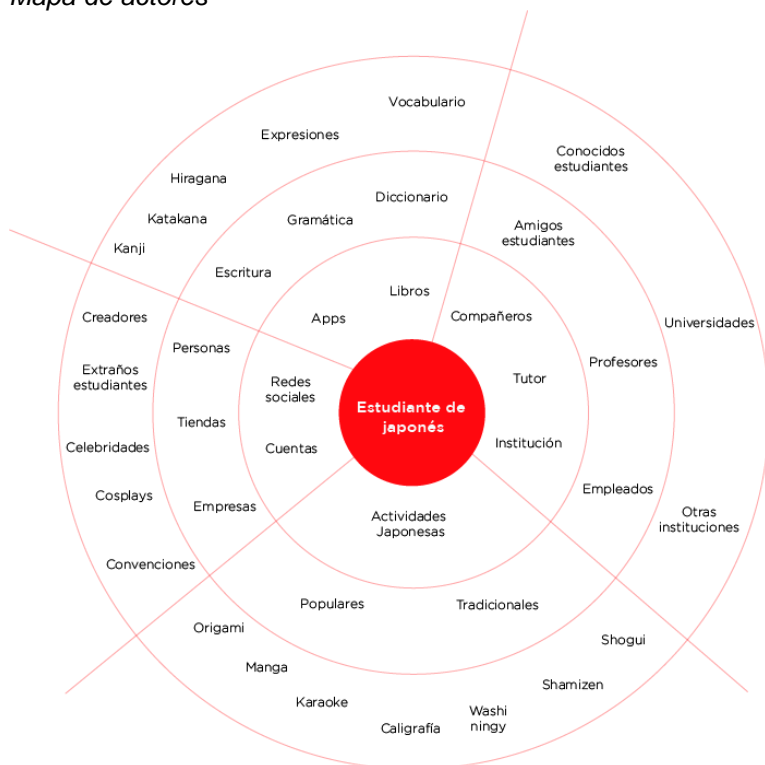 Mapa de actores
Vocabulario
Expresiones
Hiragana
Katakana
Kanji
Diccionario
Gramática
Escritura
Libros
Apps
Conocidos
estudiantes
Amigos
estudiantes
Compañeros
Universidades
Profesores
Tutor
Institución
Empleados
Otras
instituciones
Estudiante de
japonés
Creadores
Extraños
estudiantes
Celebridades
Cosplays
Convenciones
Personas
Tiendas
Empresas
Redes
sociales
Cuentas
Actividades
Japonesas
Populares
Tradicionales
Origami
Manga
Karaoke
Caligrafía
Washi
ningy
Shamizen
Shogui